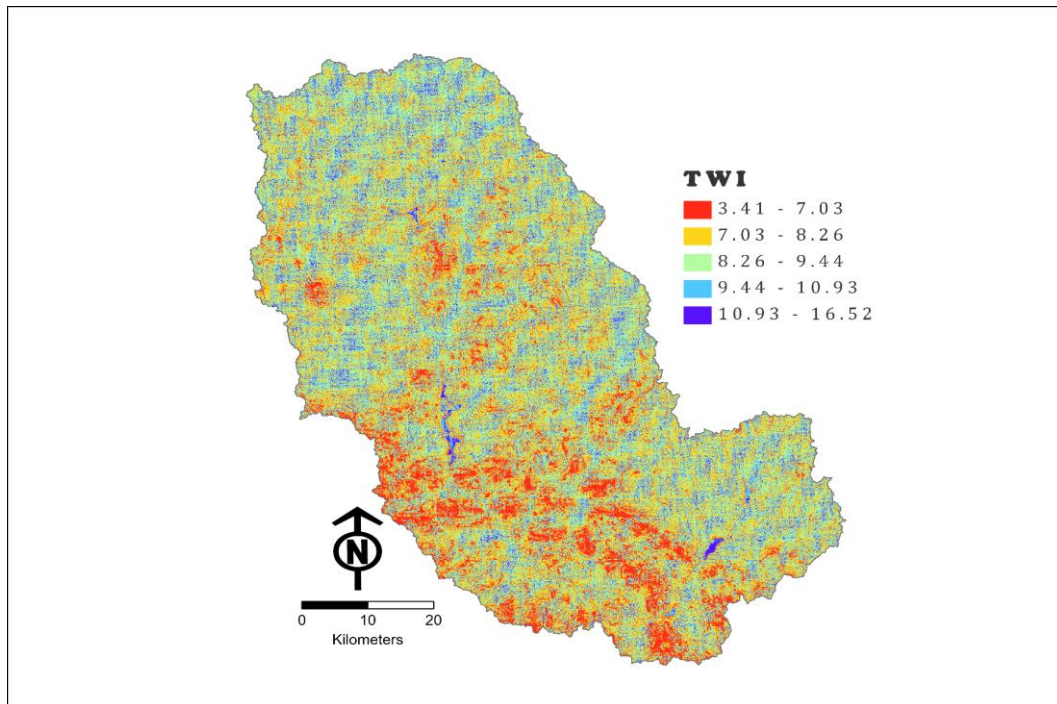 TWI
3.41 - 7.03
7.03 - 8.26
8.26 - 9.44
9.44 - 10.93
10.93 - 16.52
N
0 10 20
Kilometers